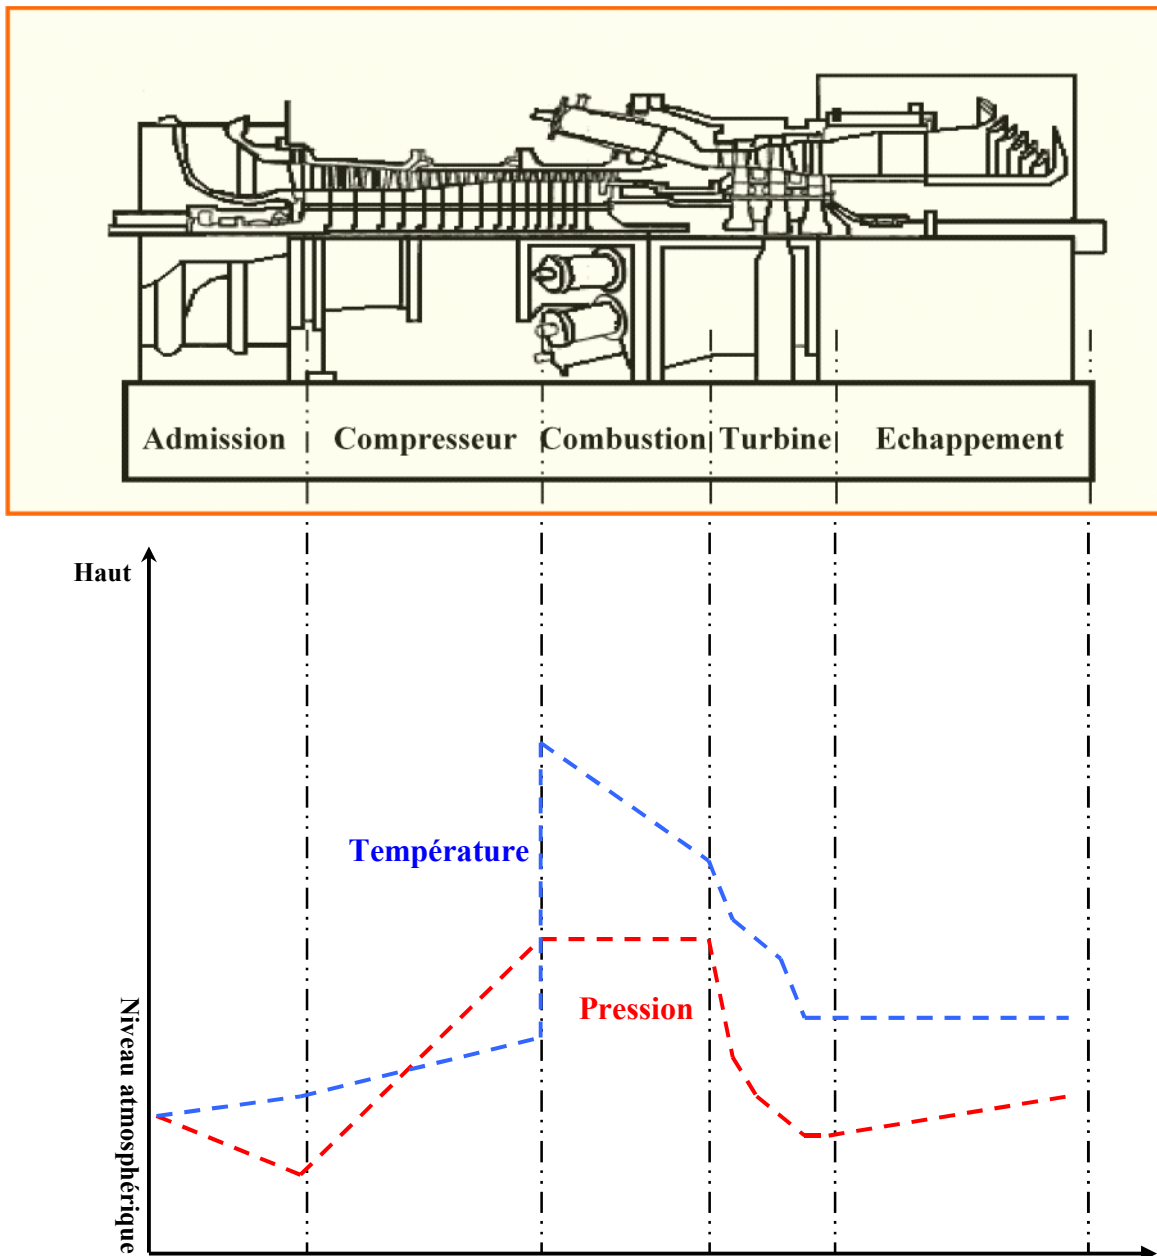 Admission
Compresseur
Combustion
Turbine
Echappement
Haut
Température
Pression
Niveau atmosphérique